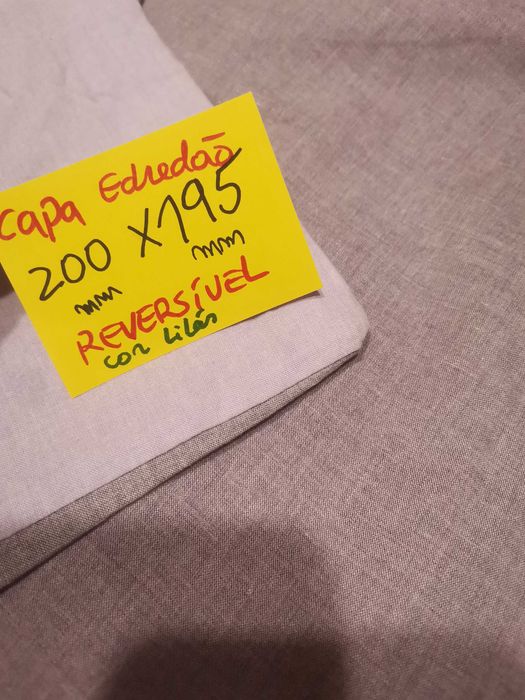 capa Edredão
200 X 195
mm mm
REVERSÍVEL
cor Lilás